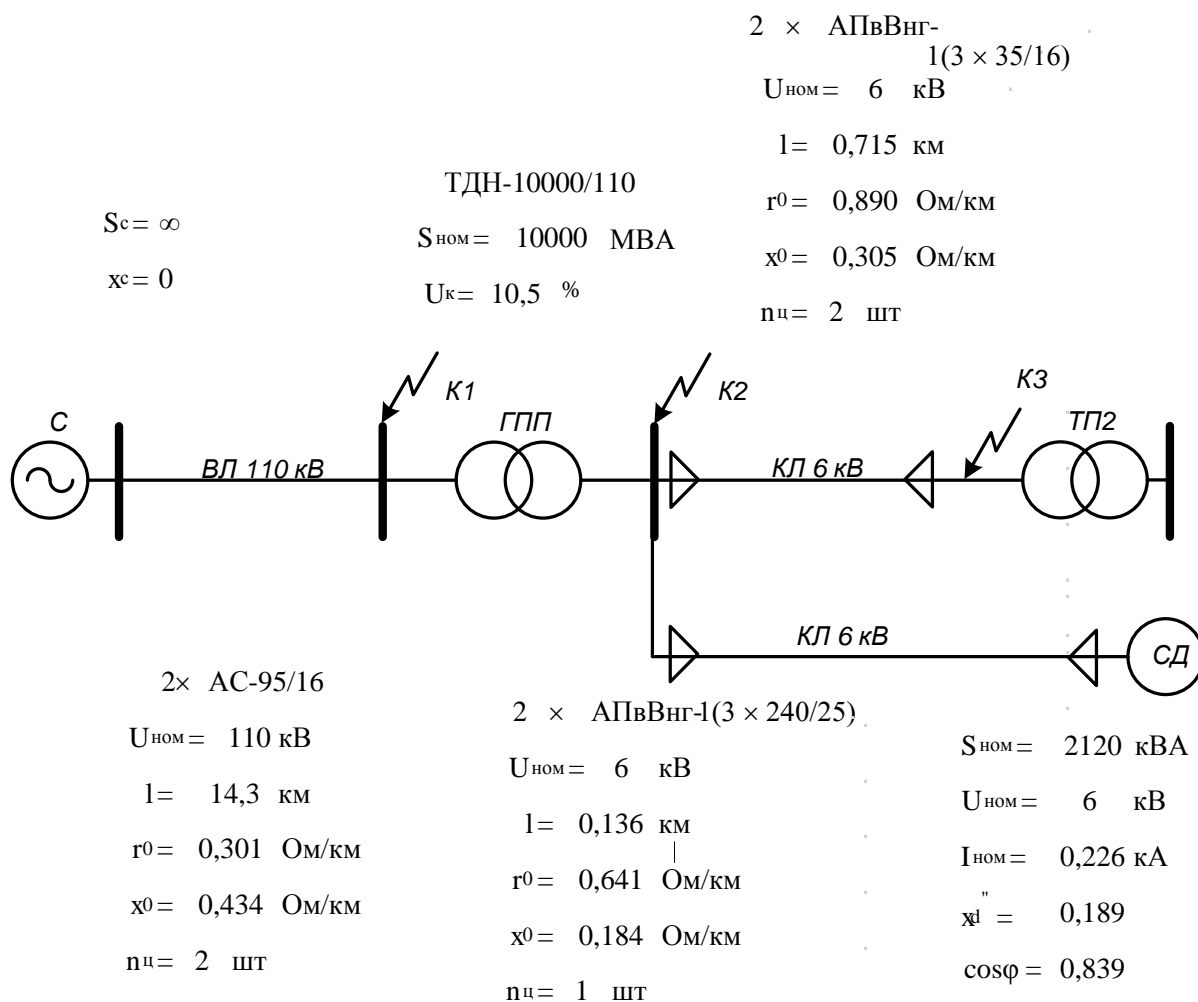 2 × АПвВнг-
1(3 × 35/16)
Uном = 6 кВ
l = 0,715 км
r0 = 0,890 Ом/км
x0 = 0,305 Ом/км
nц = 2 шт
ТДН-10000/110
Sном = 10000 МВА
Uк = 10,5 %
Sс = ∞
xс = 0
К1
К2
К3
С
ВЛ 110 кВ
ГПП
КЛ 6 кВ
ТП2
КЛ 6 кВ
СД
2× АС-95/16
Uном = 110 кВ
l = 14,3 км
r0 = 0,301 Ом/км
x0 = 0,434 Ом/км
nц = 2 шт
2 × АПвВнг-1(3 × 240/25)
Uном = 6 кВ
l = 0,136 км
r0 = 0,641 Ом/км
x0 = 0,184 Ом/км
nц = 1 шт
Sном = 2120 кВА
Uном = 6 кВ
Iном = 0,226 кА
xd" = 0,189
cosφ = 0,839